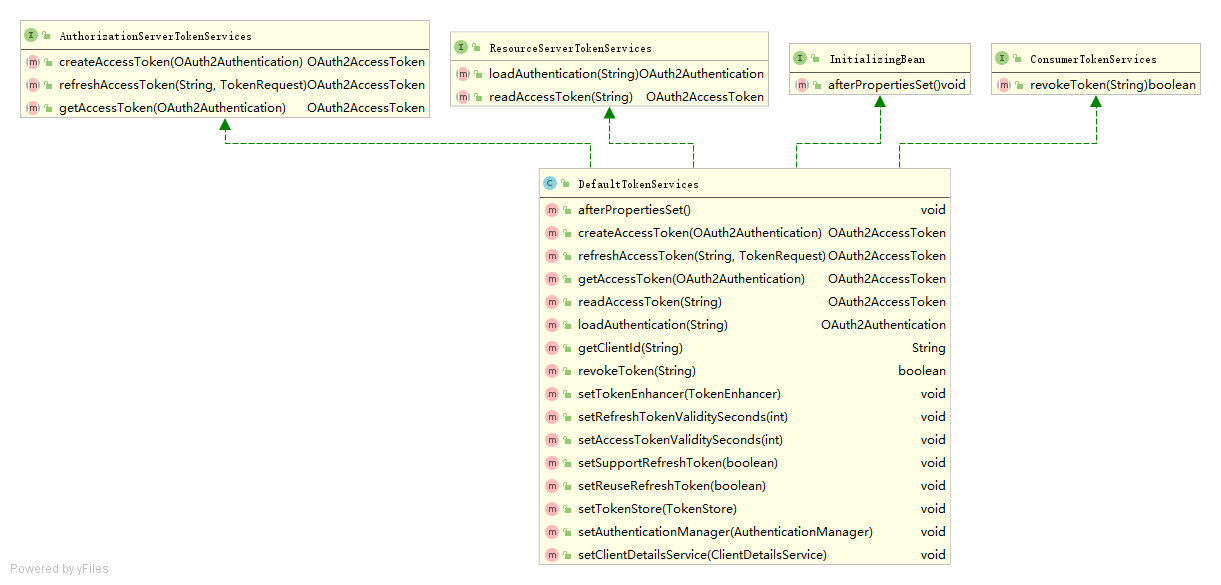 AuthorizationServerTokenServices
createAccessToken(OAuth2Authentication) OAuth2AccessToken
refreshAccessToken(String, TokenRequest)OAuth2AccessToken
getAccessToken(OAuth2Authentication) OAuth2AccessToken
ResourceServerTokenServices
loadAuthentication(String)OAuth2Authentication
readAccessToken(String) OAuth2AccessToken
InitializingBean
afterPropertiesSet()void
ConsumerTokenServices
revokeToken(String)boolean
DefaultTokenServices
afterPropertiesSet() void
createAccessToken(OAuth2Authentication) OAuth2AccessToken
refreshAccessToken(String, TokenRequest) OAuth2AccessToken
getAccessToken(OAuth2Authentication) OAuth2AccessToken
readAccessToken(String) OAuth2AccessToken
loadAuthentication(String) OAuth2Authentication
getClientId(String) String
revokeToken(String) boolean
setTokenEnhancer(TokenEnhancer) void
setRefreshTokenValiditySeconds(int) void
setAccessTokenValiditySeconds(int) void
setSupportRefreshToken(boolean) void
setReuseRefreshToken(boolean) void
setTokenStore(TokenStore) void
setAuthenticationManager(AuthenticationManager) void
setClientDetailsService(ClientDetailsService) void
Powered by yFiles